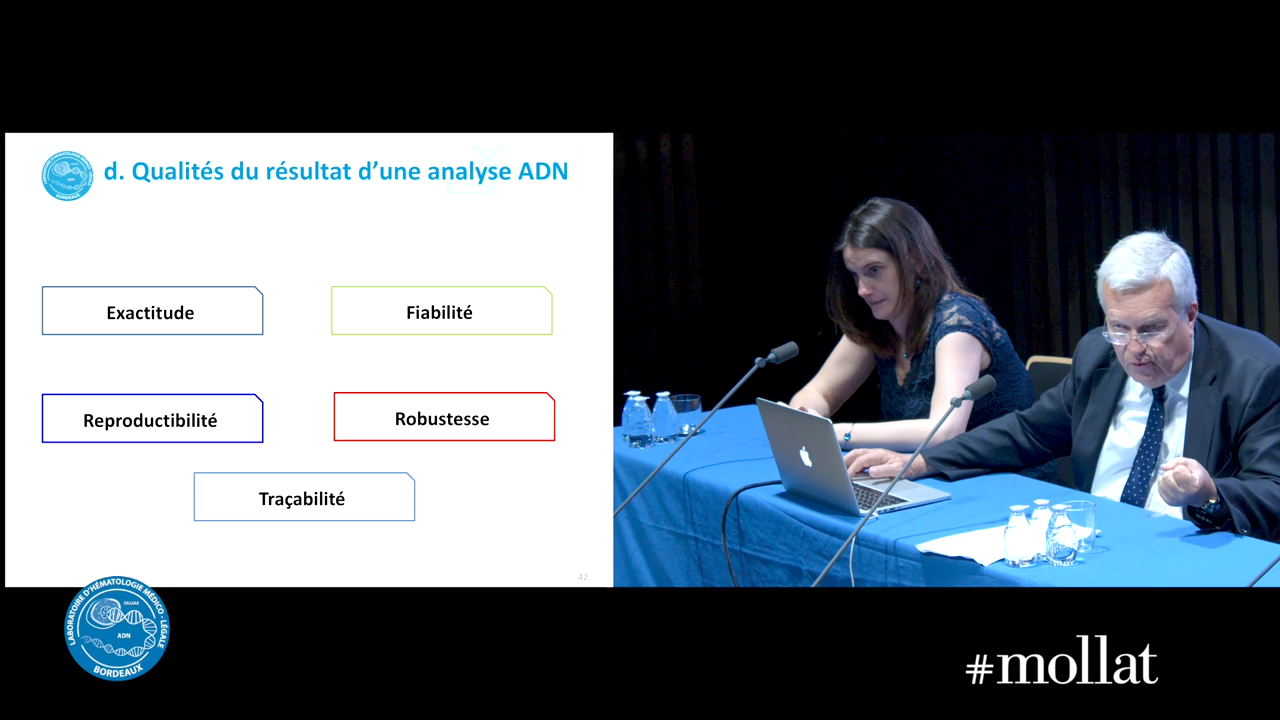 d. Qualités du résultat d'une analyse ADN
Exactitude
Fiabilité
Reproductibilité
Robustesse
Traçabilité
42
LABORATOIRE D'HÉMATOLOGIE MÉDICO - LÉGALE
ADN
BORDEAUX
#mollat